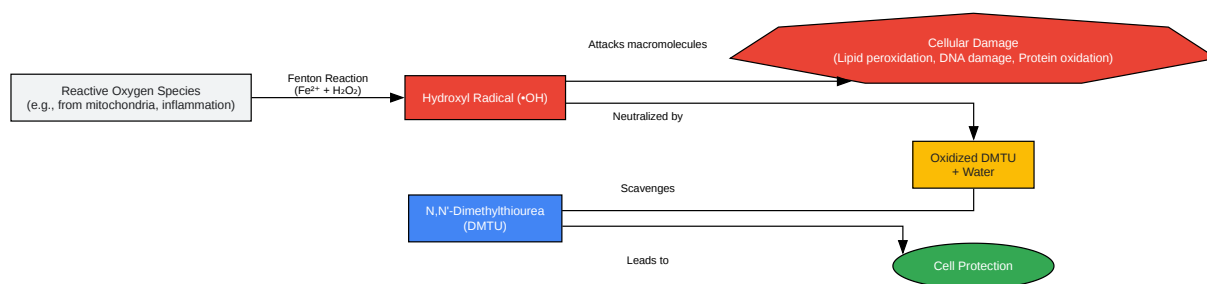 Reactive Oxygen Species
(e.g., from mitochondria, inflammation)
Fenton Reaction
(Fe²⁺ + H₂O₂)
Hydroxyl Radical (•OH)
Attacks macromolecules
Cellular Damage
(Lipid peroxidation, DNA damage, Protein oxidation)
Neutralized by
Oxidized DMTU
+ Water
N,N'-Dimethylthiourea
(DMTU)
Scavenges
Leads to
Cell Protection